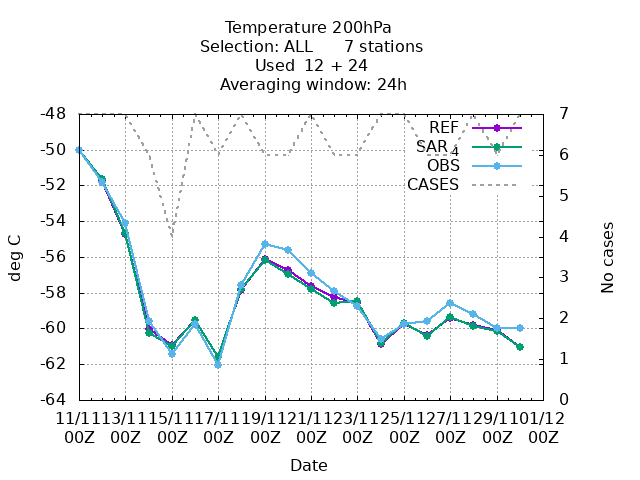 Temperature 200hPa
Selection: ALL 7 stations
Used 12 + 24
Averaging window: 24h
-48 7
REF
-50 SAR 4 6
OBS
-52 CASES 5
-54 4
-56
deg C No cases
3
-58
2
-60
1
-62
-64 0
11/11 13/11 15/11 17/11 19/11 21/11 23/11 25/11 27/11 29/11 01/12
00Z 00Z 00Z 00Z 00Z 00Z 00Z 00Z 00Z 00Z 00Z
Date